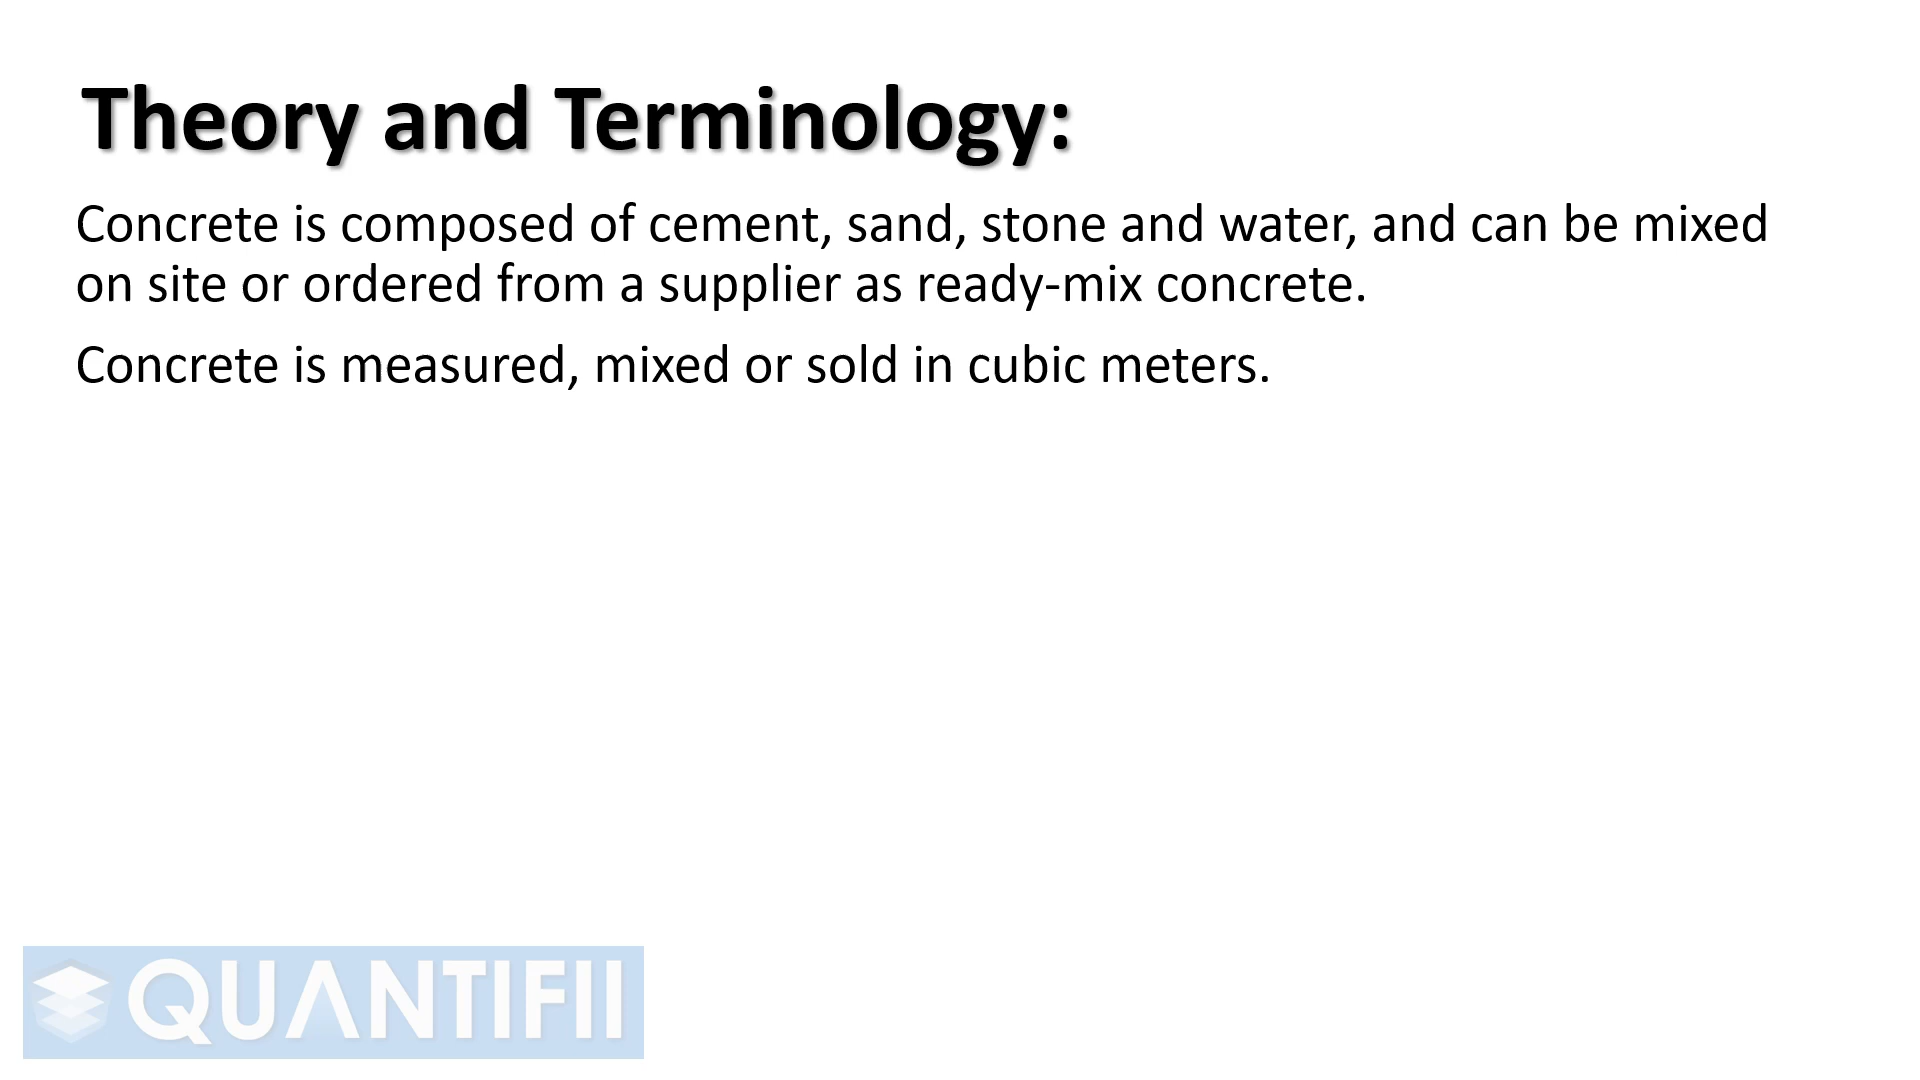 Theory and Terminology:
Concrete is composed of cement, sand, stone and water, and can be mixed
on site or ordered from a supplier as ready-mix concrete.
Concrete is measured, mixed or sold in cubic meters.
QUANTIFII